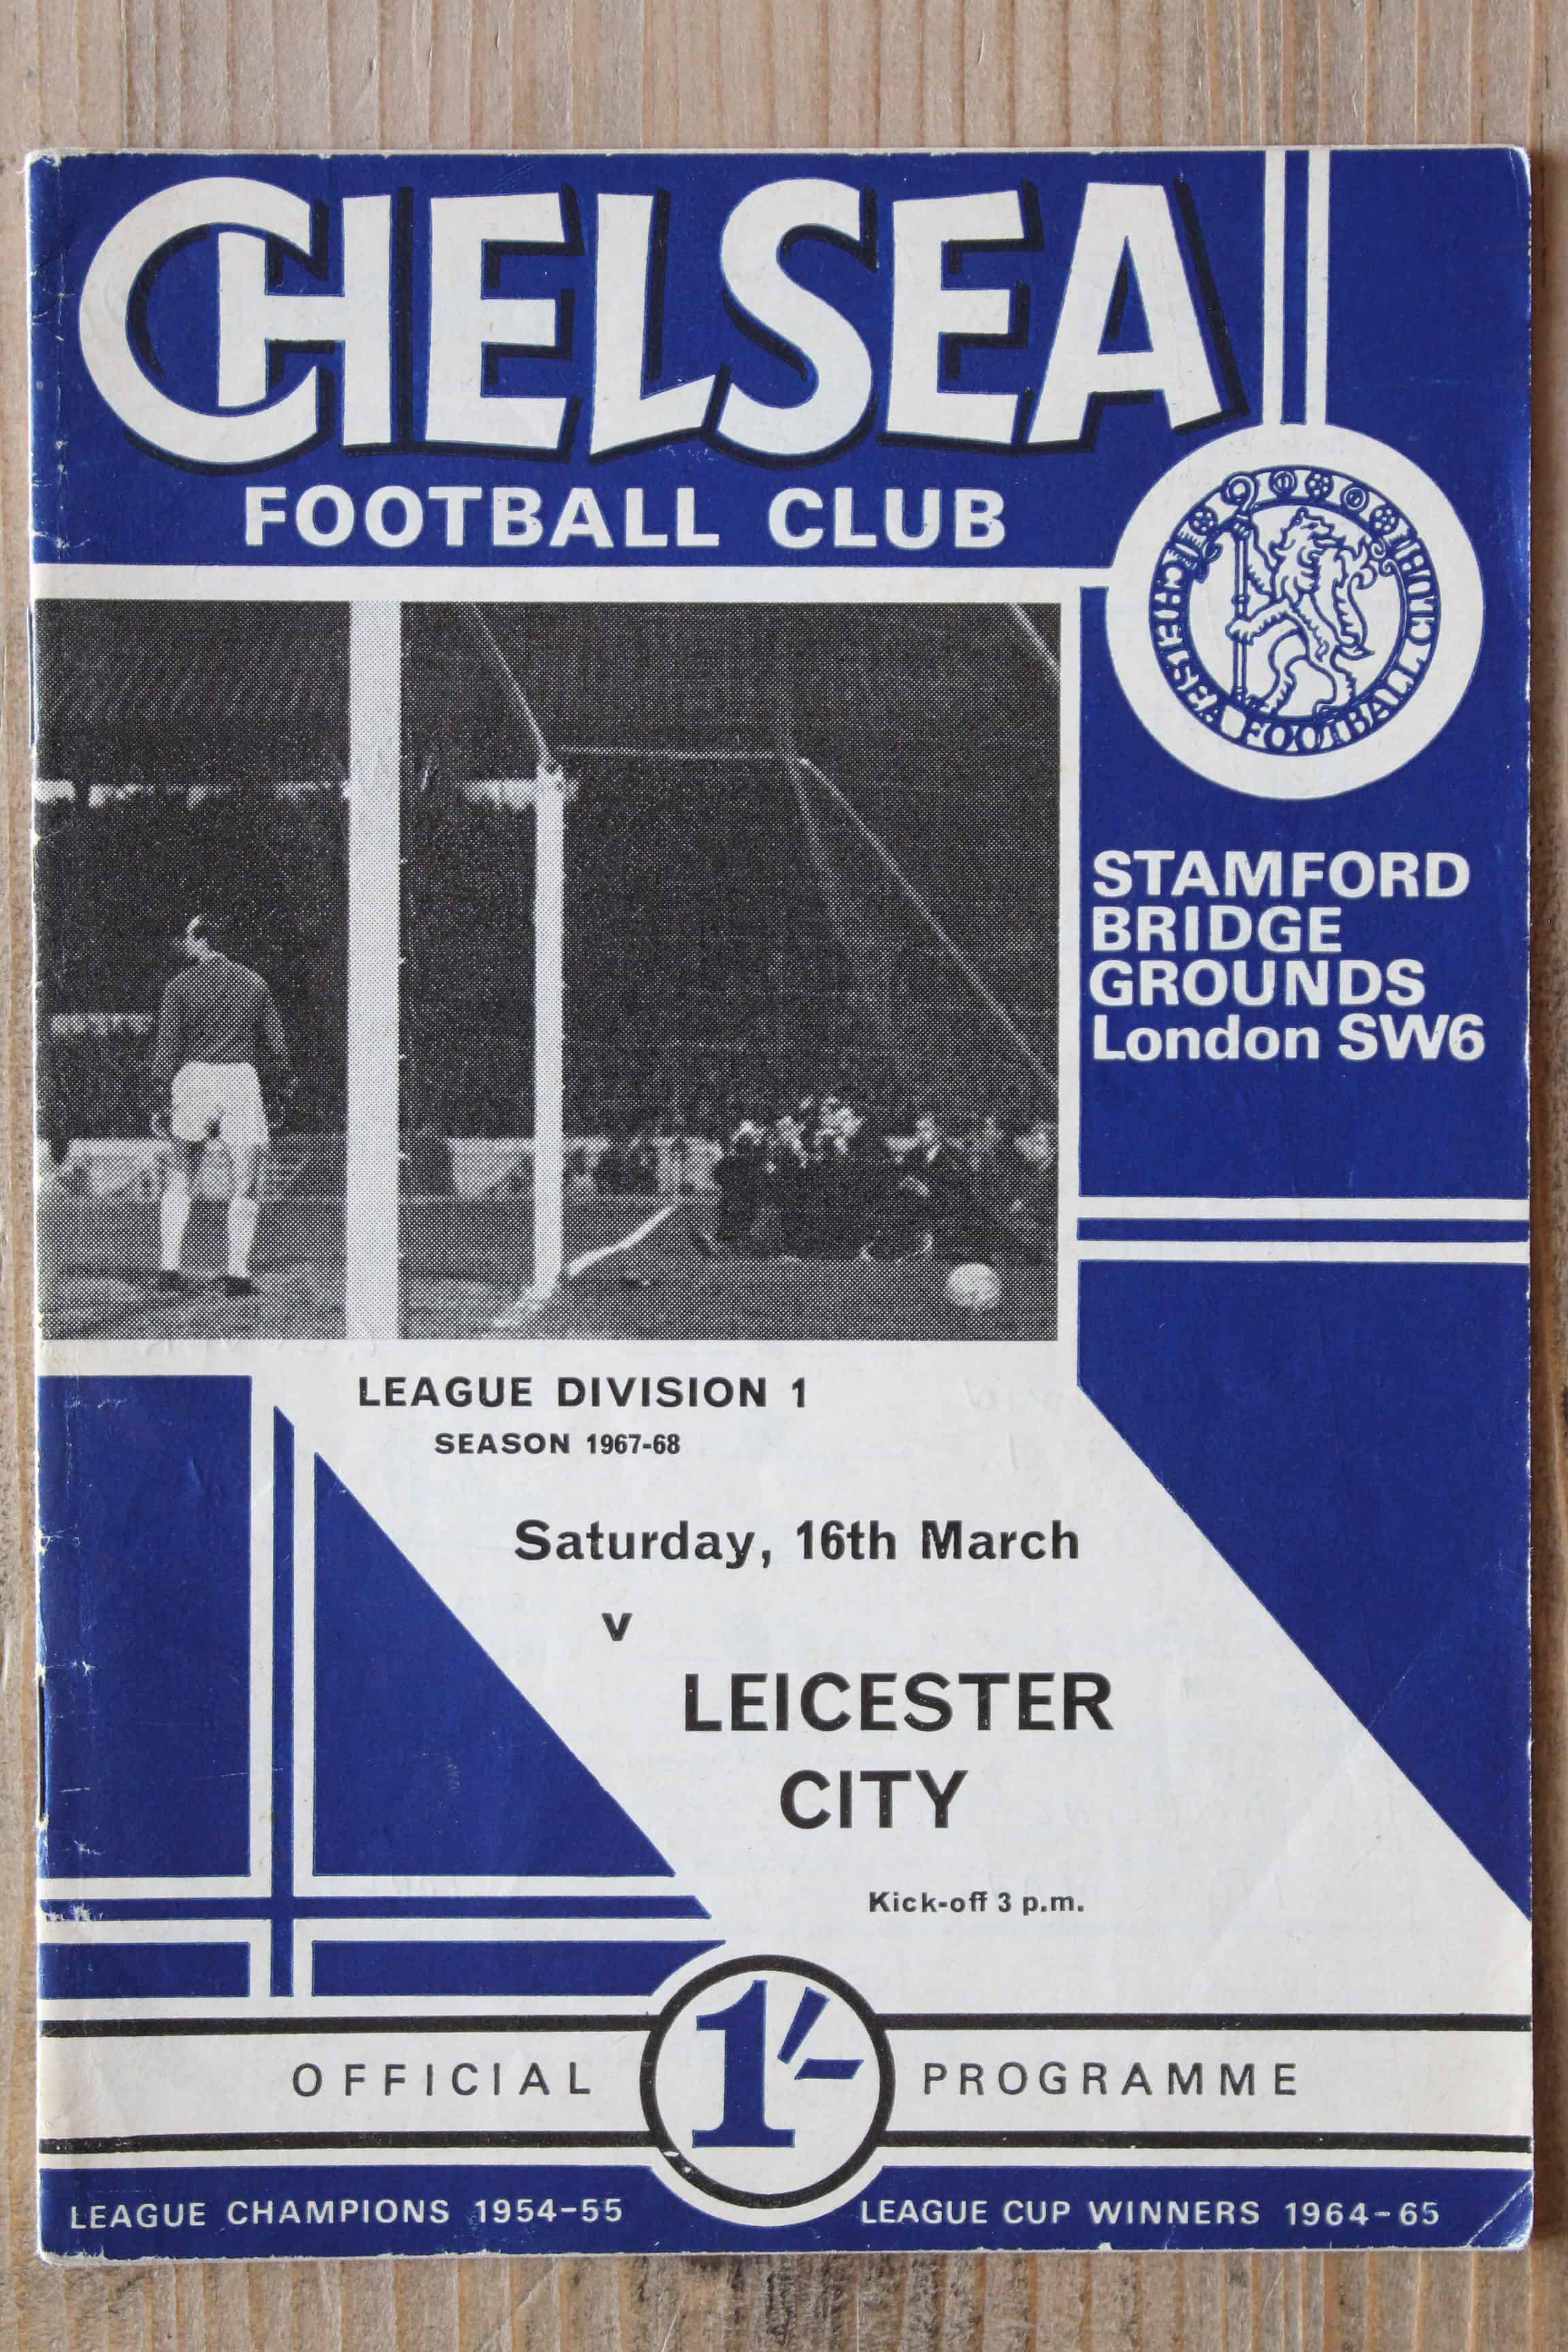 CHELSEA
FOOTBALL CLUB
CHELSEA FOOTBALL CLUB
STAMFORD
BRIDGE
GROUNDS
London SW6
LEAGUE DIVISION 1
SEASON 1967-68
Saturday, 16th March
v
LEICESTER
CITY
Kick-off 3 p.m.
OFFICIAL 1/- PROGRAMME
LEAGUE CHAMPIONS 1954-55 LEAGUE CUP WINNERS 1964-65